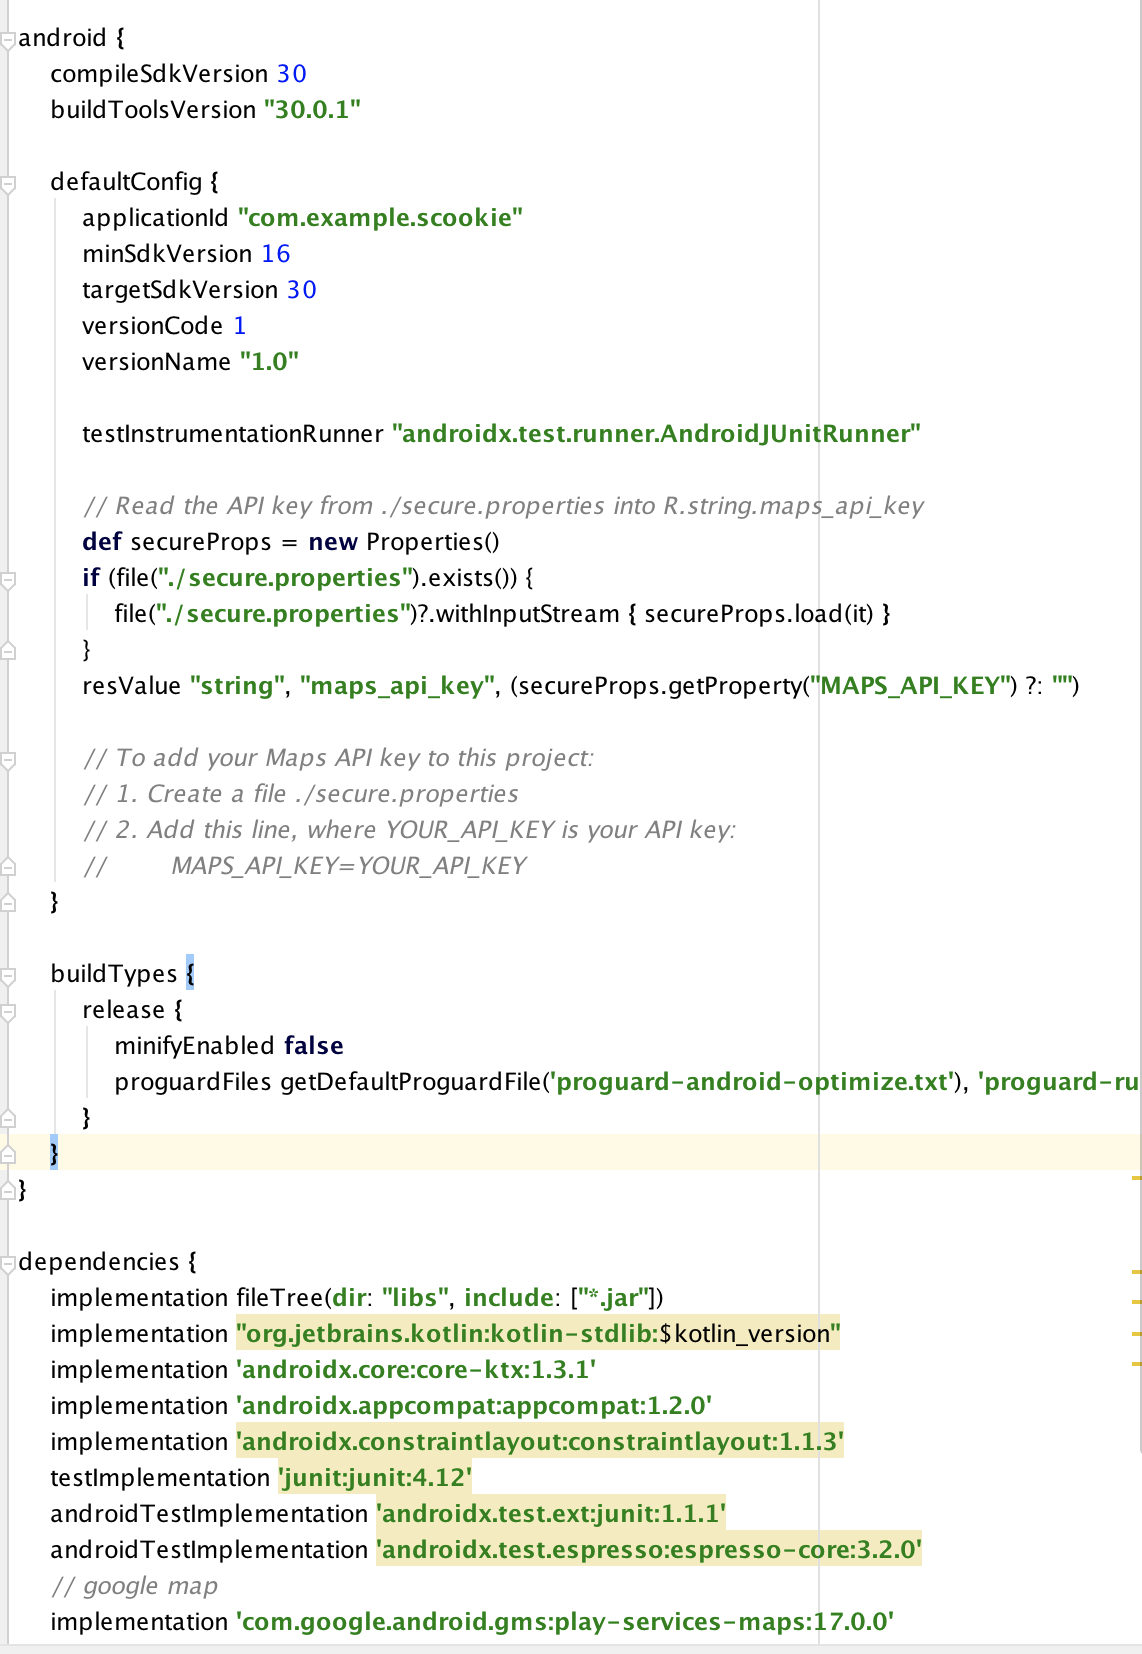 android {
compileSdkVersion 30
buildToolsVersion "30.0.1"
defaultConfig {
applicationId "com.example.scookie"
minSdkVersion 16
targetSdkVersion 30
versionCode 1
versionName "1.0"
testInstrumentationRunner "androidx.test.runner.AndroidJUnitRunner"
// Read the API key from ./secure.properties into R.string.maps_api_key
def secureProps = new Properties()
if (file("./secure.properties").exists()) {
file("./secure.properties")?.withInputStream { secureProps.load(it) }
}
resValue "string", "maps_api_key", (secureProps.getProperty("MAPS_API_KEY") ?: "")
// To add your Maps API key to this project:
// 1. Create a file ./secure.properties
// 2. Add this line, where YOUR_API_KEY is your API key:
// MAPS_API_KEY=YOUR_API_KEY
}
buildTypes {
release {
minifyEnabled false
proguardFiles getDefaultProguardFile('proguard-android-optimize.txt'), 'proguard-ru
}
}
}
dependencies {
implementation fileTree(dir: "libs", include: ["*.jar"])
implementation "org.jetbrains.kotlin:kotlin-stdlib:$kotlin_version"
implementation 'androidx.core:core-ktx:1.3.1'
implementation 'androidx.appcompat:appcompat:1.2.0'
implementation 'androidx.constraintlayout:constraintlayout:1.1.3'
testImplementation 'junit:junit:4.12'
androidTestImplementation 'androidx.test.ext:junit:1.1.1'
androidTestImplementation 'androidx.test.espresso:espresso-core:3.2.0'
// google map
implementation 'com.google.android.gms:play-services-maps:17.0.0'